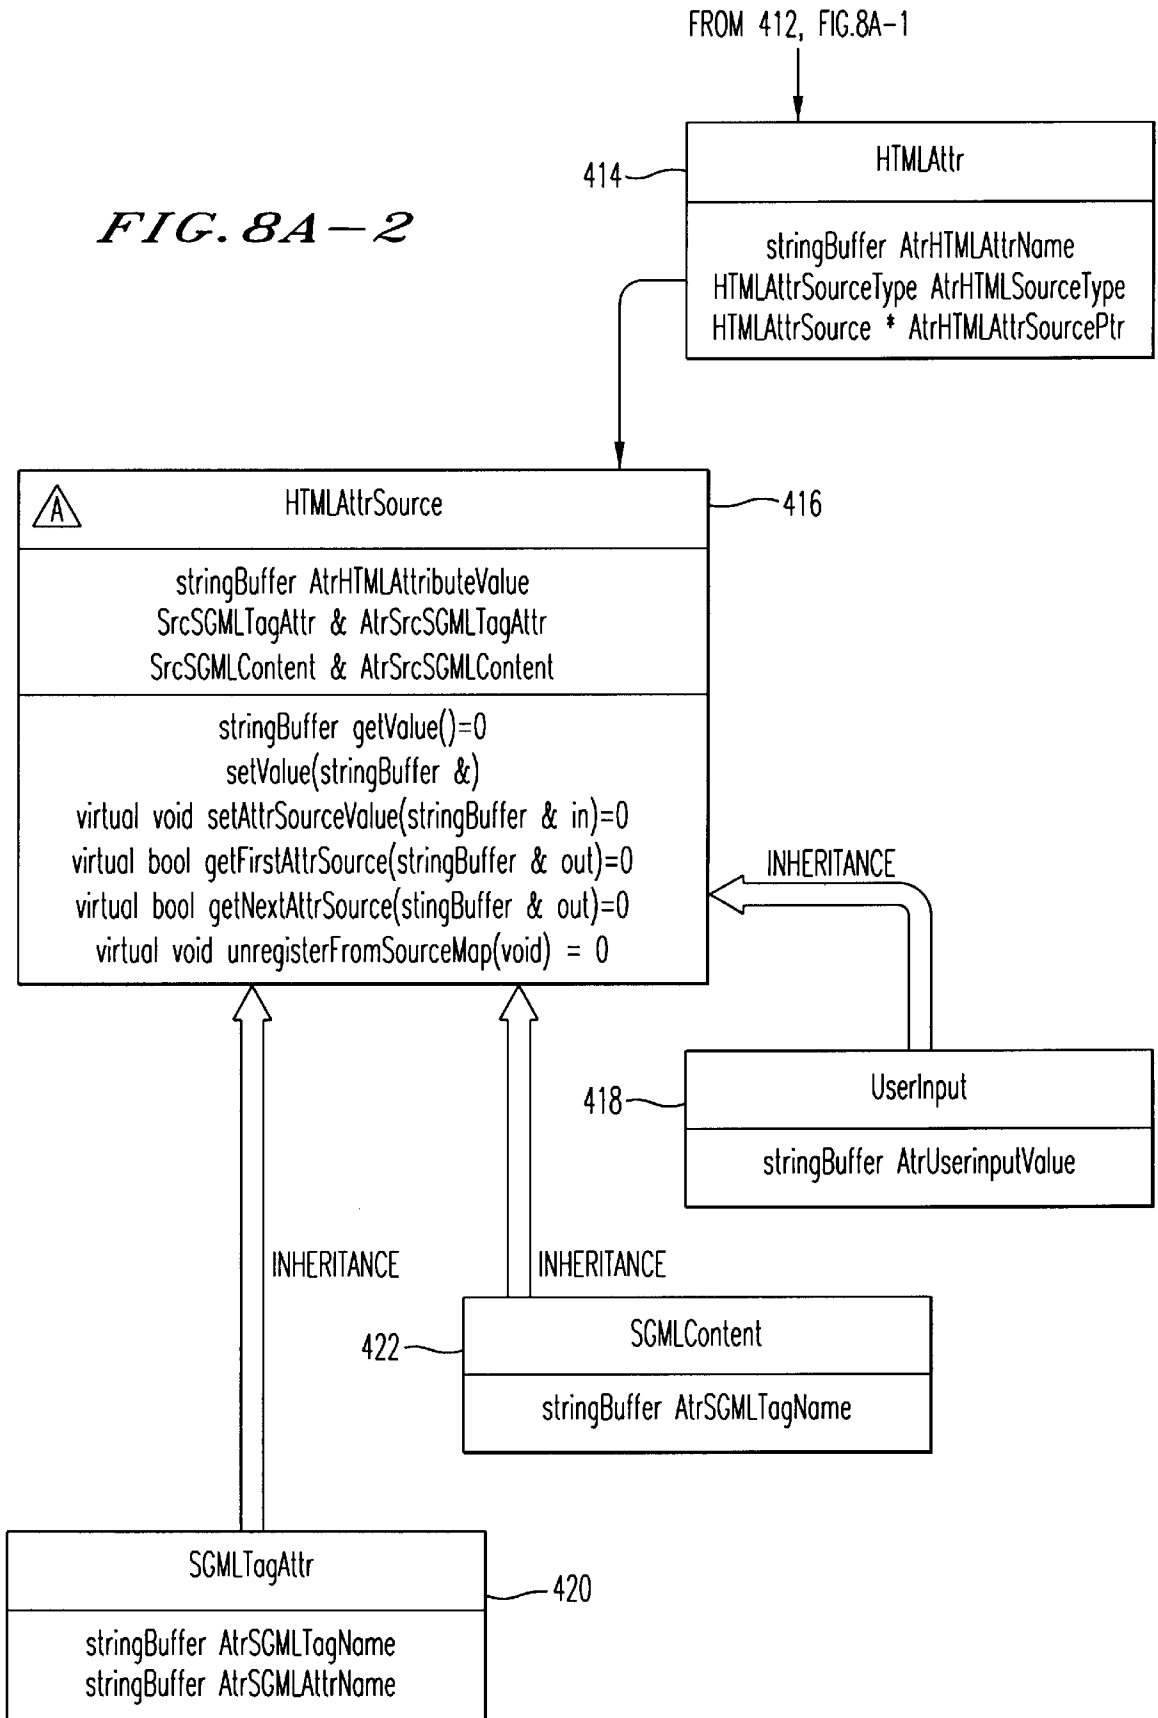 FROM 412, FIG.8A-1
HTMLAttr
414
FIG. 8A-2
stringBuffer AtrHTMLAttrName
HTMLAttrSourceType AtrHTMLSourceType
HTMLAttrSource * AtrHTMLAttrSourcePtr
A
HTMLAttrSource
416
stringBuffer AtrHTMLAttributeValue
SrcSGMLTagAttr & AtrSrcSGMLTagAttr
SrcSGMLContent & AtrSrcSGMLContent
stringBuffer getValue()=0
setValue(stringBuffer &)
virtual void setAttrSourceValue(stringBuffer & in)=0
virtual bool getFirstAttrSource(stringBuffer & out)=0
virtual bool getNextAttrSource(stingBuffer & out)=0
virtual void unregisterFromSourceMap(void) = 0
INHERITANCE
UserInput
418
stringBuffer AtrUserinputValue
INHERITANCE
INHERITANCE
SGMLContent
422
stringBuffer AtrSGMLTagName
SGMLTagAttr
420
stringBuffer AtrSGMLTagName
stringBuffer AtrSGMLAttrName